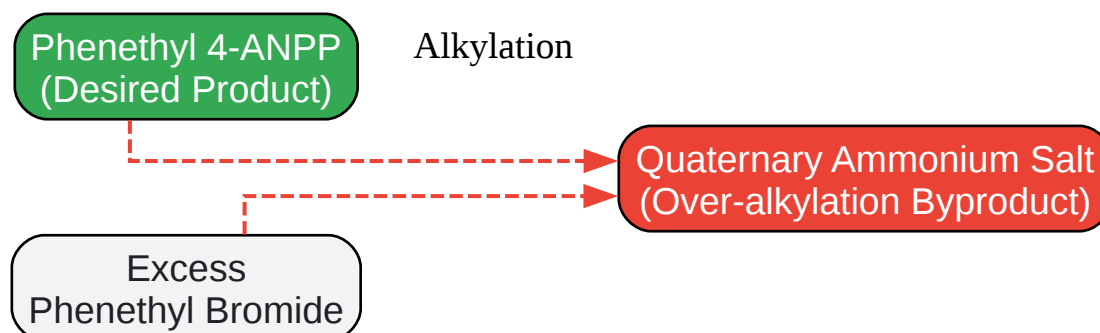 Phenethyl 4-ANPP
(Desired Product)
Alkylation
Quaternary Ammonium Salt
(Over-alkylation Byproduct)
Excess
Phenethyl Bromide